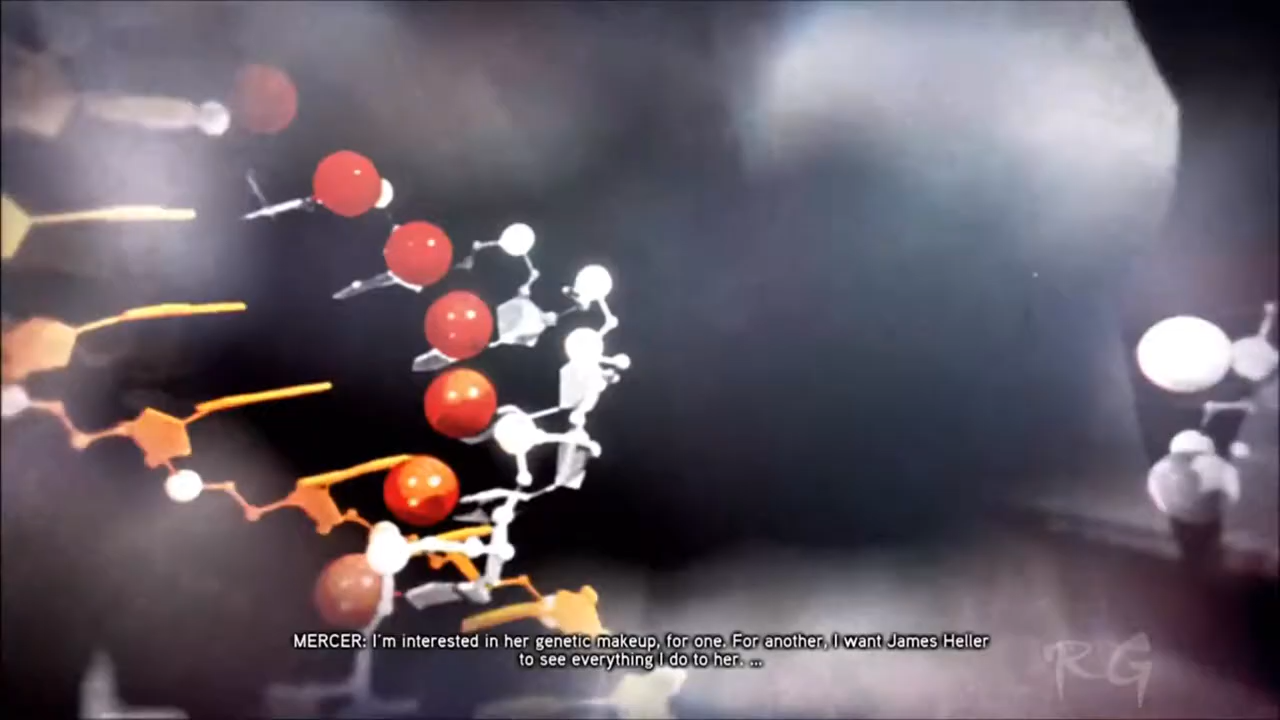 MERCER: I'm interested in her genetic makeup, for one. For another, I want James Heller
to see everything I do to her. ...
RG